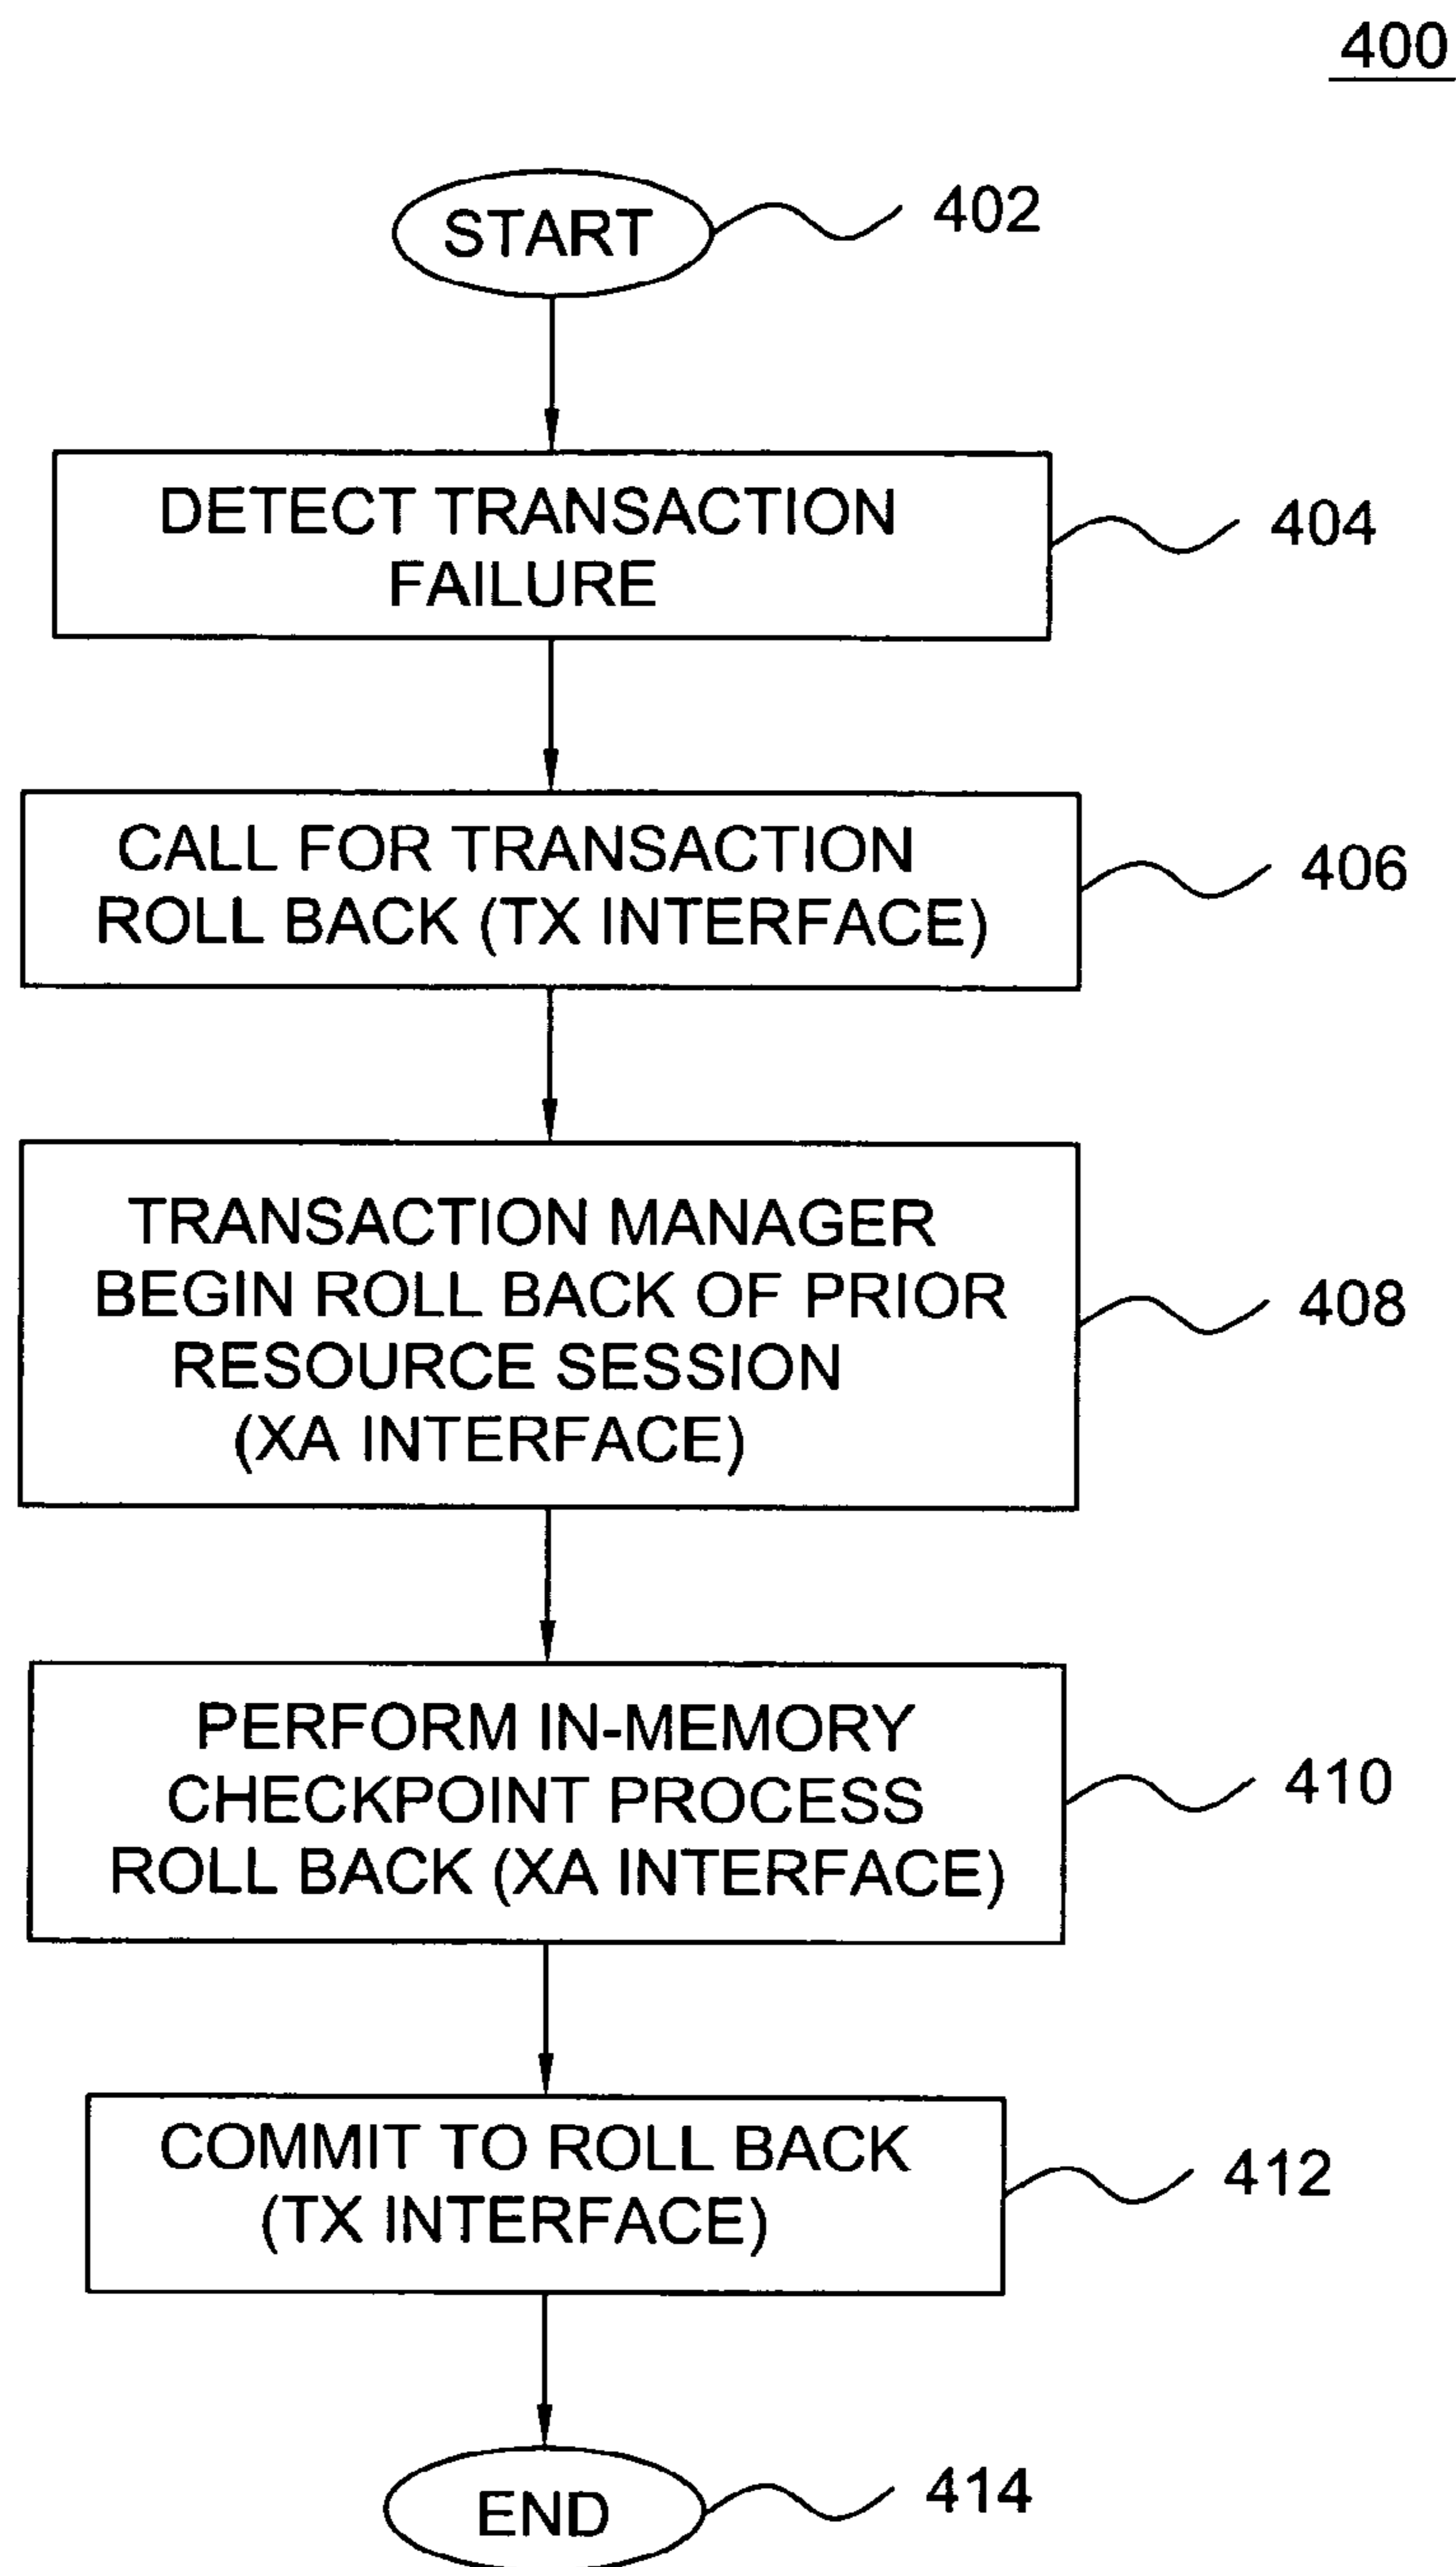 400
START
402
DETECT TRANSACTION
FAILURE
404
CALL FOR TRANSACTION
ROLL BACK (TX INTERFACE)
406
TRANSACTION MANAGER
BEGIN ROLL BACK OF PRIOR
RESOURCE SESSION
(XA INTERFACE)
408
PERFORM IN-MEMORY
CHECKPOINT PROCESS
ROLL BACK (XA INTERFACE)
410
COMMIT TO ROLL BACK
(TX INTERFACE)
412
END
414